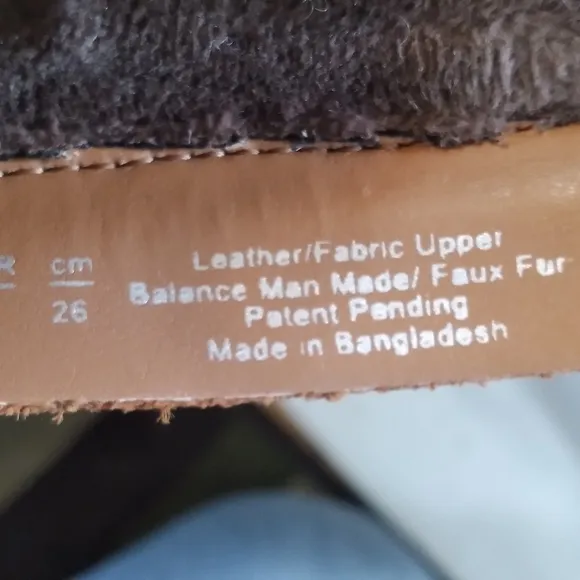 R cm
26
Leather/Fabric Upper
Balance Man Made/ Faux Fur
Patent Pending
Made in Bangladesh